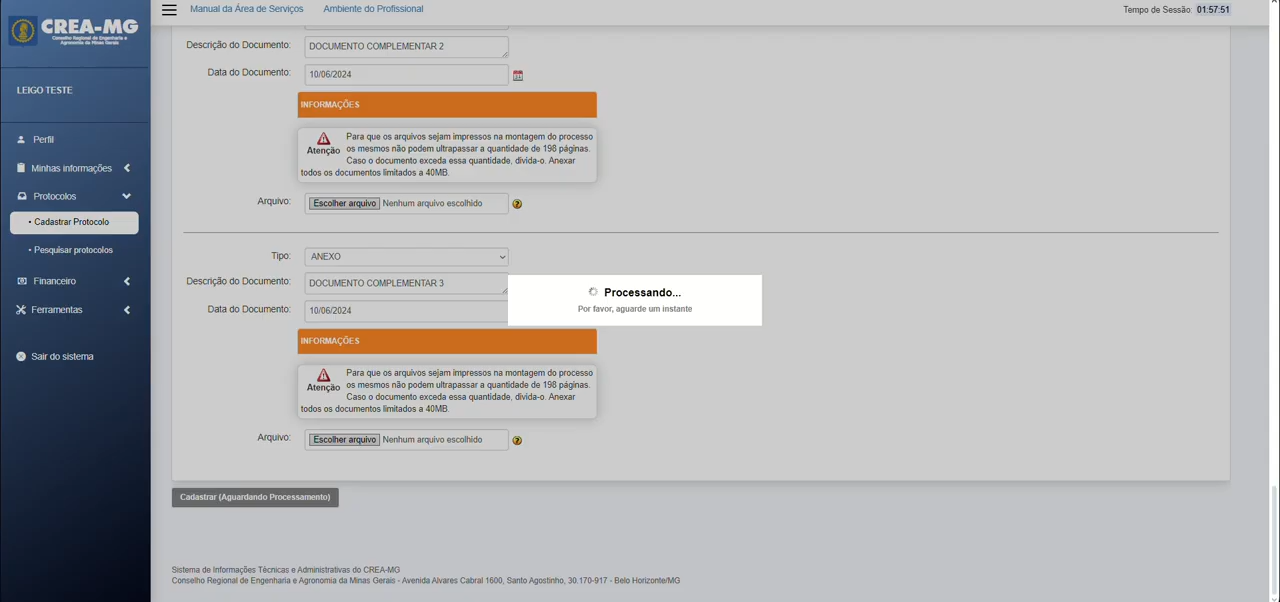 CREA-MG
Conselho Regional de Engenharia e
Agronomia de Minas Gerais
Manual da Área de Serviços
Ambiente do Profissional
Tempo de Sessão: 01:57:51
LEIGO TESTE
Perfil
Minhas informações
Protocolos
• Cadastrar Protocolo
• Pesquisar protocolos
Financeiro
Ferramentas
Sair do sistema
Descrição do Documento: DOCUMENTO COMPLEMENTAR 2
Data do Documento: 10/06/2024
INFORMAÇÕES
Atenção
Para que os arquivos sejam impressos na montagem do processo
os mesmos não podem ultrapassar a quantidade de 198 páginas.
Caso o documento exceda essa quantidade, divida-o. Anexar
todos os documentos limitados a 40MB.
Arquivo: Escolher arquivo Nenhum arquivo escolhido
Tipo: ANEXO
Descrição do Documento: DOCUMENTO COMPLEMENTAR 3
Processando...
Por favor, aguarde um instante
Data do Documento: 10/06/2024
INFORMAÇÕES
Atenção
Para que os arquivos sejam impressos na montagem do processo
os mesmos não podem ultrapassar a quantidade de 198 páginas.
Caso o documento exceda essa quantidade, divida-o. Anexar
todos os documentos limitados a 40MB.
Arquivo: Escolher arquivo Nenhum arquivo escolhido
Cadastrar (Aguardando Processamento)
Sistema de Informações Técnicas e Administrativas do CREA-MG
Conselho Regional de Engenharia e Agronomia da Minas Gerais - Avenida Alvares Cabral 1600, Santo Agostinho, 30.170-917 - Belo Horizonte/MG